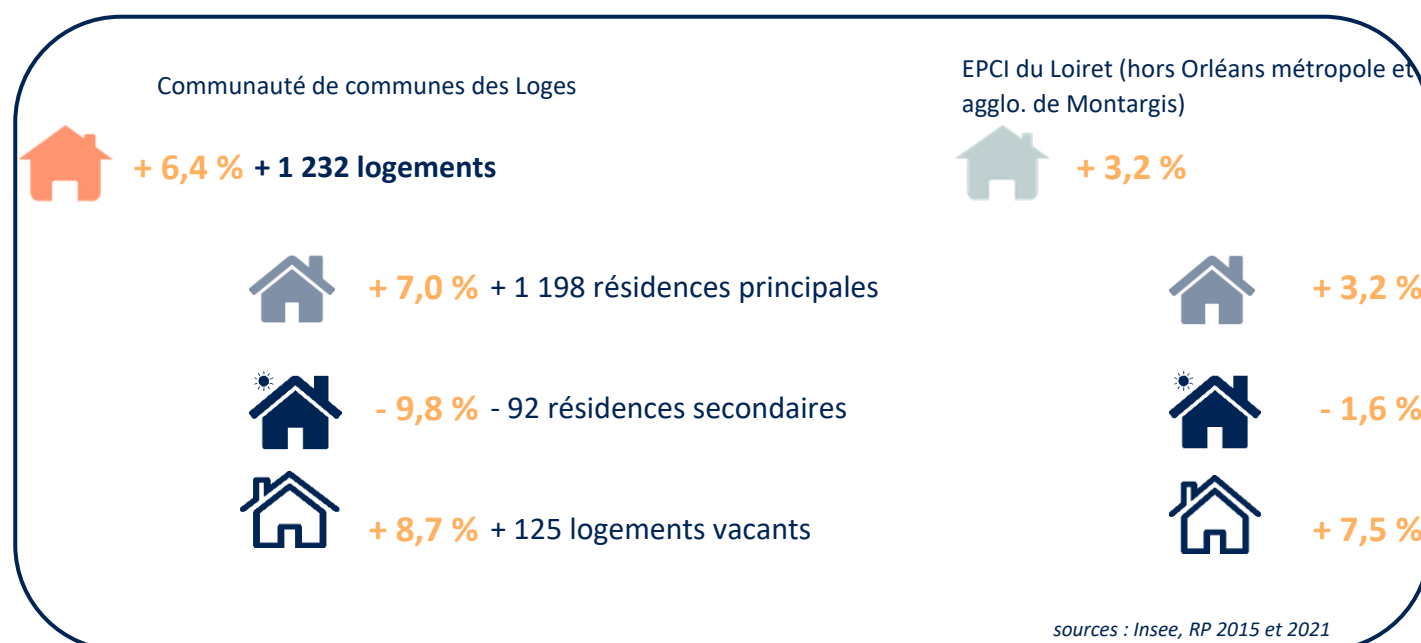 Communauté de communes des Loges
EPCI du Loiret (hors Orléans métropole et
agglo. de Montargis)
+ 6,4 % + 1 232 logements
+ 3,2 %
+ 7,0 % + 1 198 résidences principales
+ 3,2 %
- 9,8 % - 92 résidences secondaires
- 1,6 %
+ 8,7 % + 125 logements vacants
+ 7,5 %
sources : Insee, RP 2015 et 2021